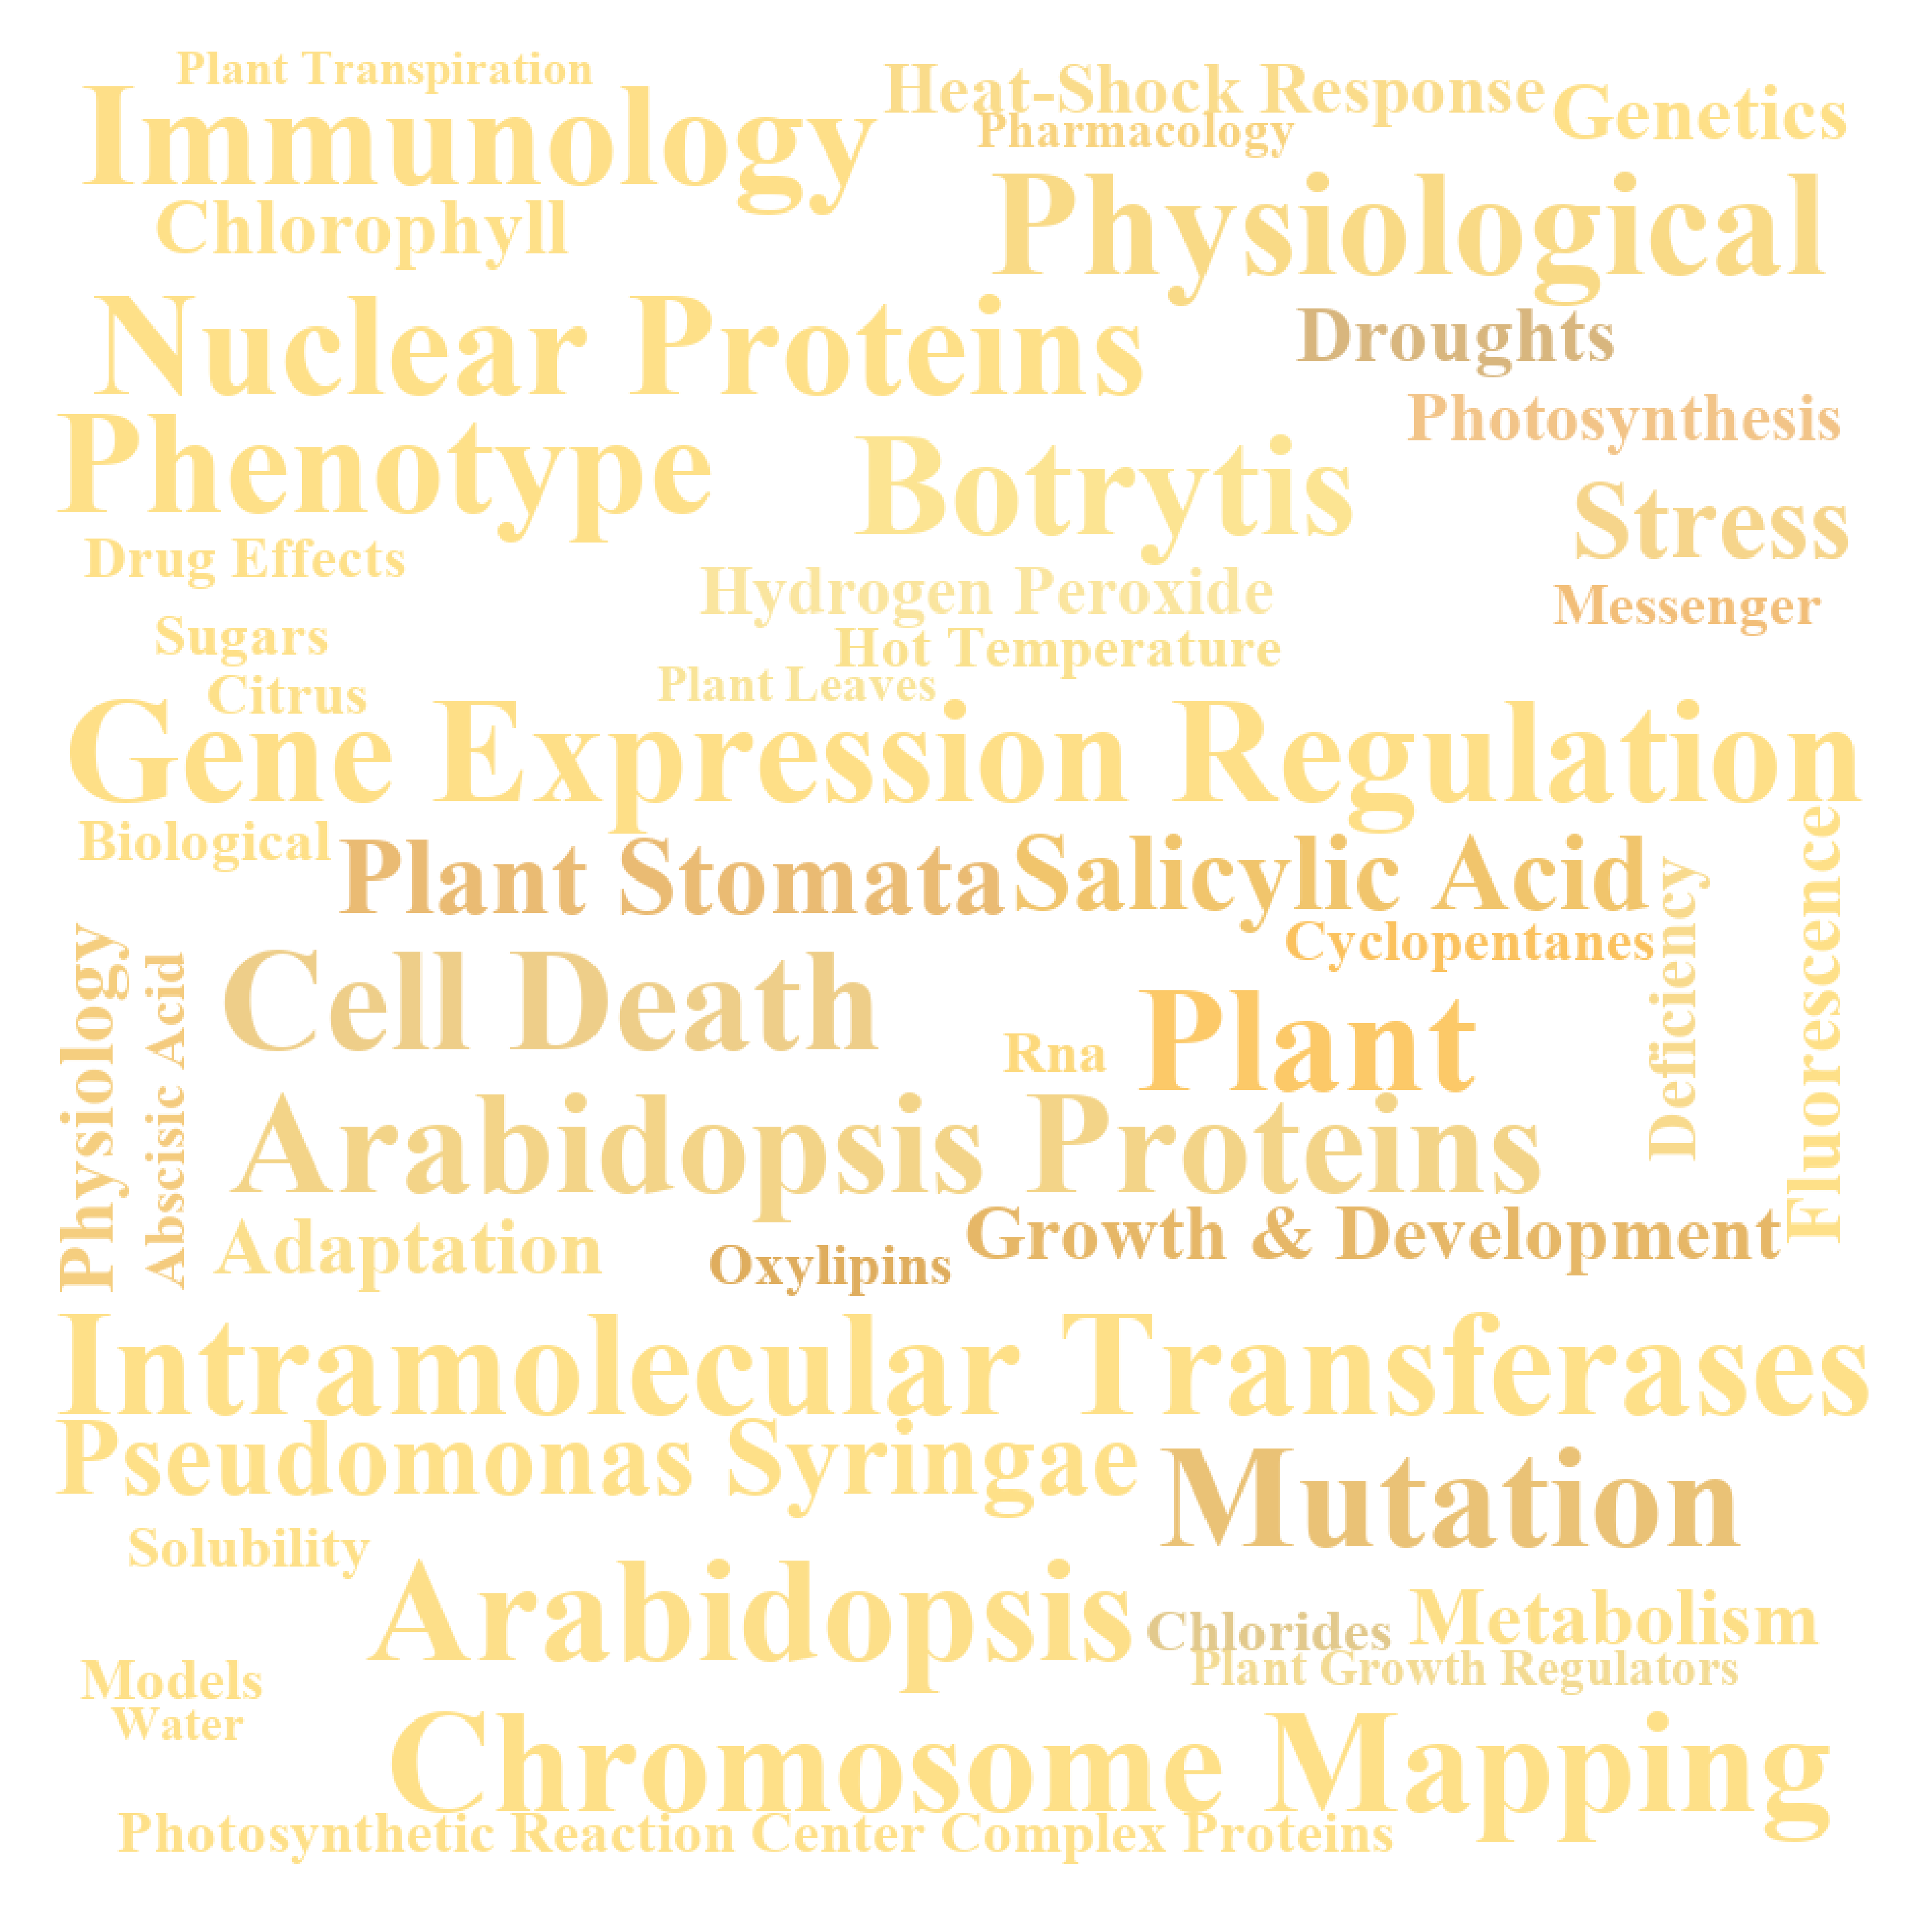 Plant Transpiration
Immunology
Heat-Shock Response
Pharmacology
Genetics
Chlorophyll
Physiological
Nuclear Proteins
Droughts
Photosynthesis
Phenotype
Botrytis
Stress
Drug Effects
Hydrogen Peroxide
Messenger
Sugars
Hot Temperature
Citrus
Plant Leaves
Gene Expression Regulation
Biological
Plant Stomata
Salicylic Acid
Cyclopentanes
Deficiency
Fluorescence
Physiology
Abscisic Acid
Cell Death
Rna
Plant
Arabidopsis Proteins
Adaptation
Oxylipins
Growth & Development
Intramolecular Transferases
Pseudomonas Syringae
Mutation
Solubility
Arabidopsis
Chlorides
Metabolism
Plant Growth Regulators
Models
Water
Chromosome Mapping
Photosynthetic Reaction Center Complex Proteins